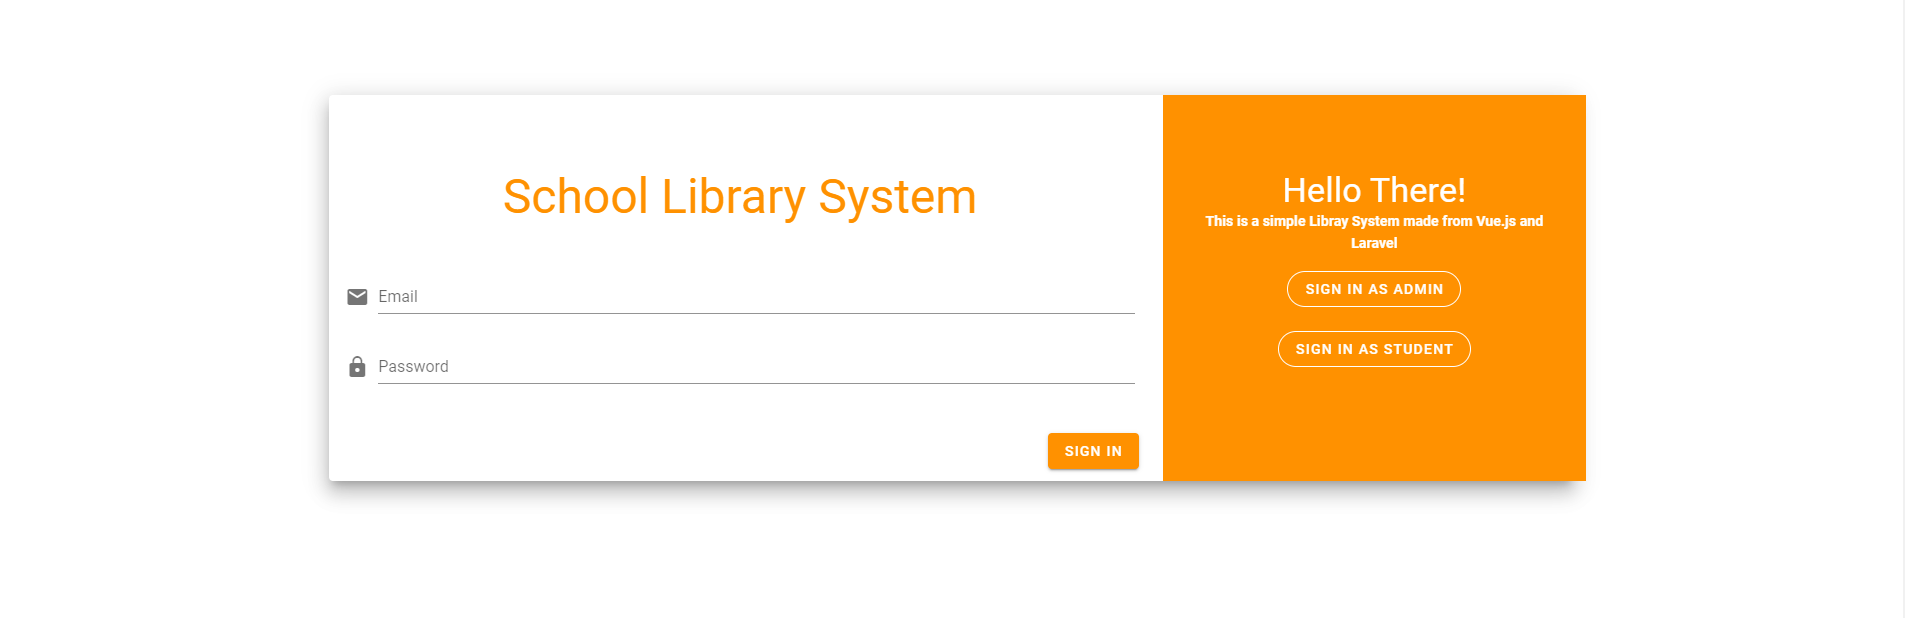 School Library System
Email
Password
SIGN IN
Hello There!
This is a simple Libray System made from Vue.js and
Laravel
SIGN IN AS ADMIN
SIGN IN AS STUDENT